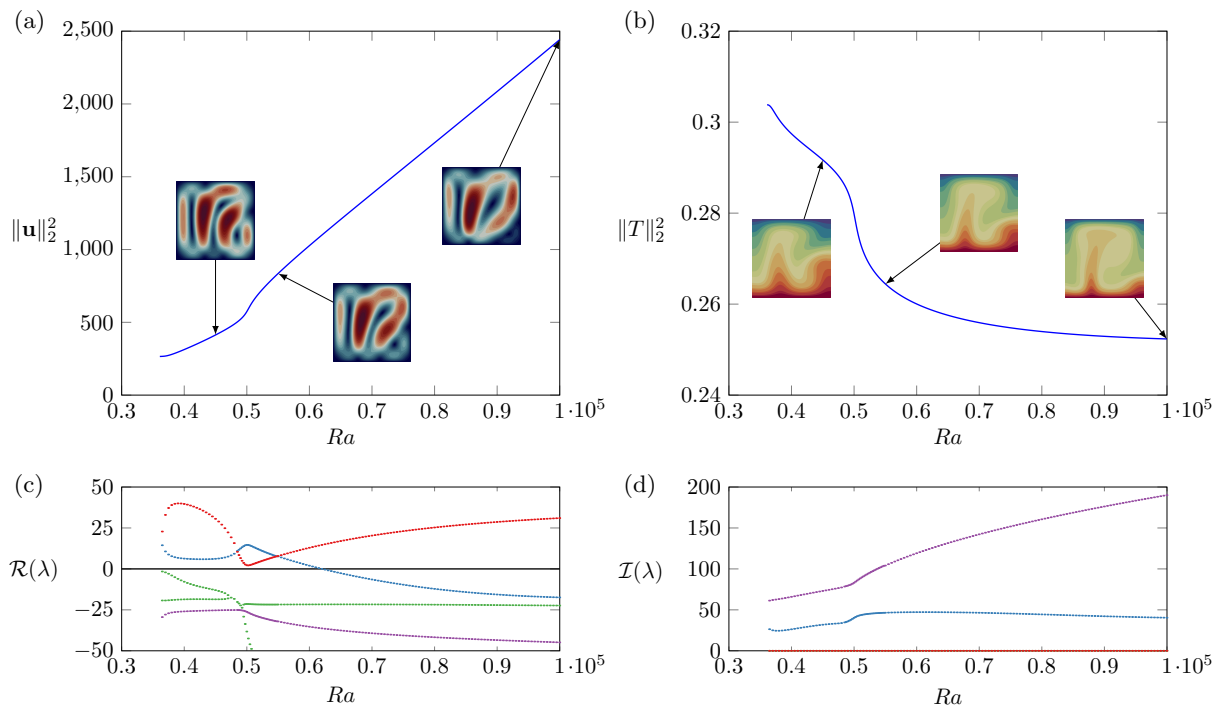 (a)
2,500
2,000
1,500
1,000
500
0
‖u‖₂²
0.3 0.4 0.5 0.6 0.7 0.8 0.9 1 ·10⁵
Ra
(b)
0.32
0.3
0.28
0.26
0.24
‖T‖₂²
0.3 0.4 0.5 0.6 0.7 0.8 0.9 1 ·10⁵
Ra
(c)
50
25
0
−25
−50
ℛ(λ)
0.3 0.4 0.5 0.6 0.7 0.8 0.9 1 ·10⁵
Ra
(d)
200
150
100
50
0
ℐ(λ)
0.3 0.4 0.5 0.6 0.7 0.8 0.9 1 ·10⁵
Ra